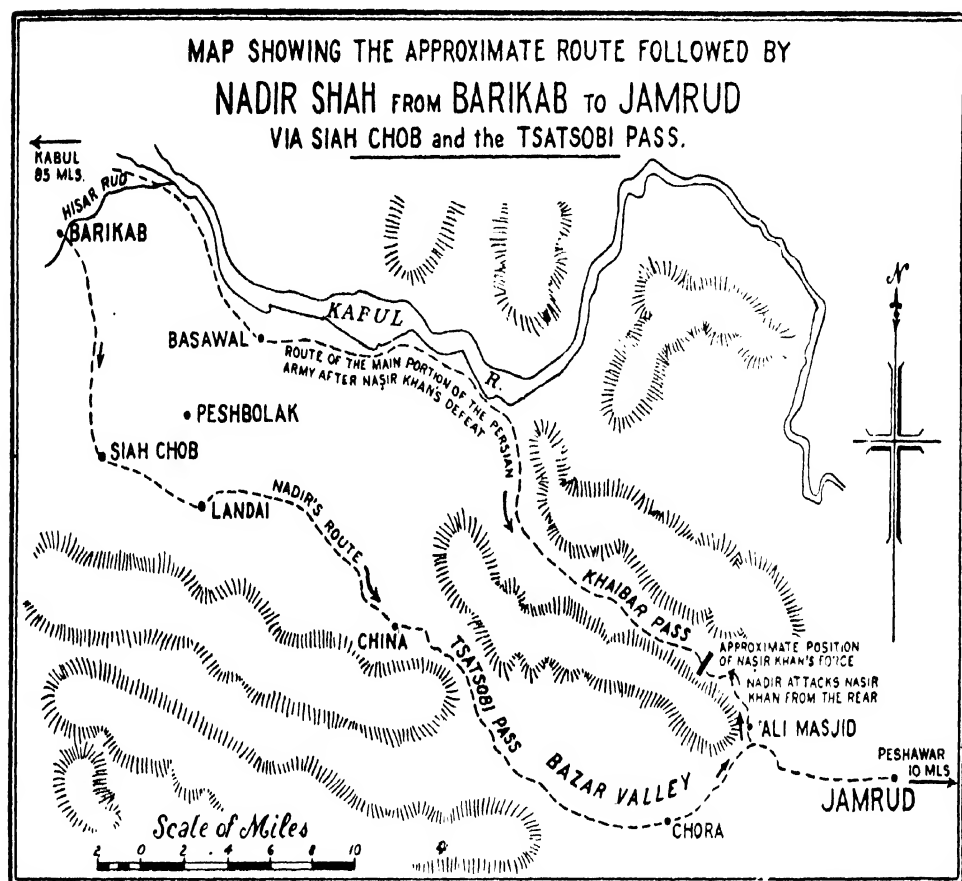 MAP SHOWING THE APPROXIMATE ROUTE FOLLOWED BY
NADIR SHAH FROM BARIKAB TO JAMRUD
VIA SIAH CHOB and the TSATSOBI PASS.
KABUL
85 MLS.
HISAR RUD
BARIKAB
N
KABUL
R.
BASAWAL
ROUTE OF THE MAIN PORTION OF THE PERSIAN
ARMY AFTER NAṢIR KHAN'S DEFEAT
PESHBOLAK
SIAH CHOB
LANDAI
NADIR'S ROUTE
KHAIBAR PASS
CHINA
TSATSOBI PASS
APPROXIMATE POSITION
OF NAṢIR KHAN'S FORCE
NADIR ATTACKS NASIR
KHAN FROM THE REAR
'ALI MASJID
BAZAR VALLEY
PESHAWAR
10 MLS
JAMRUD
CHORA
Scale of Miles
2 0 2 4 6 8 10